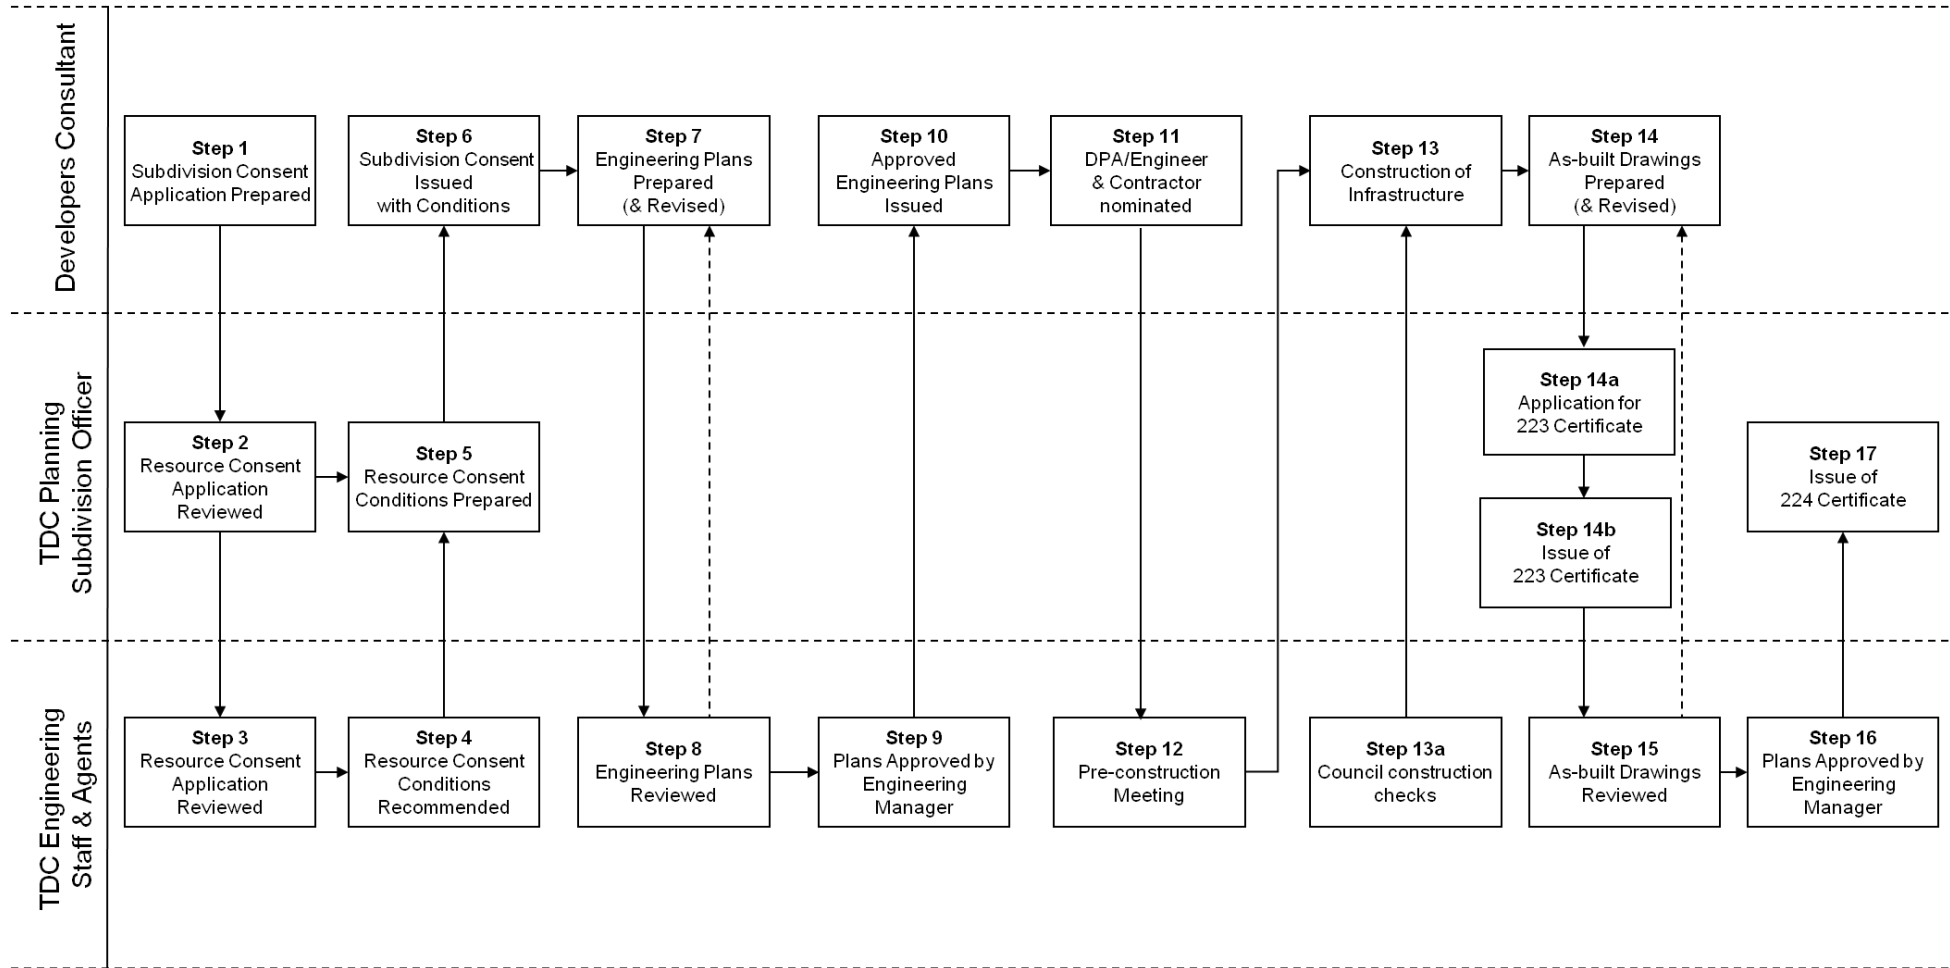 Developers Consultant
Step 1
Subdivision Consent
Application Prepared
Step 6
Subdivision Consent
Issued
with Conditions
Step 7
Engineering Plans
Prepared
(& Revised)
Step 10
Approved
Engineering Plans
Issued
Step 11
DPA/Engineer
& Contractor
nominated
Step 13
Construction of
Infrastructure
Step 14
As-built Drawings
Prepared
(& Revised)
TDC Planning
Subdivision Officer
Step 2
Resource Consent
Application
Reviewed
Step 5
Resource Consent
Conditions Prepared
Step 14a
Application for
223 Certificate
Step 14b
Issue of
223 Certificate
Step 17
Issue of
224 Certificate
TDC Engineering
Staff & Agents
Step 3
Resource Consent
Application
Reviewed
Step 4
Resource Consent
Conditions
Recommended
Step 8
Engineering Plans
Reviewed
Step 9
Plans Approved by
Engineering
Manager
Step 12
Pre-construction
Meeting
Step 13a
Council construction
checks
Step 15
As-built Drawings
Reviewed
Step 16
Plans Approved by
Engineering
Manager